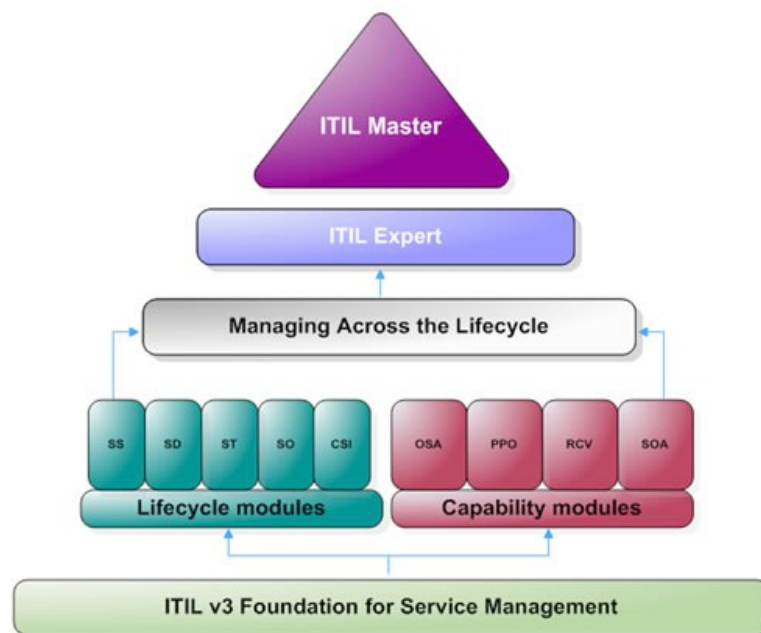 ITIL Master
ITIL Expert
Managing Across the Lifecycle
SS SD ST SO CSI
OSA PPO RCV SOA
Lifecycle modules
Capability modules
ITIL v3 Foundation for Service Management